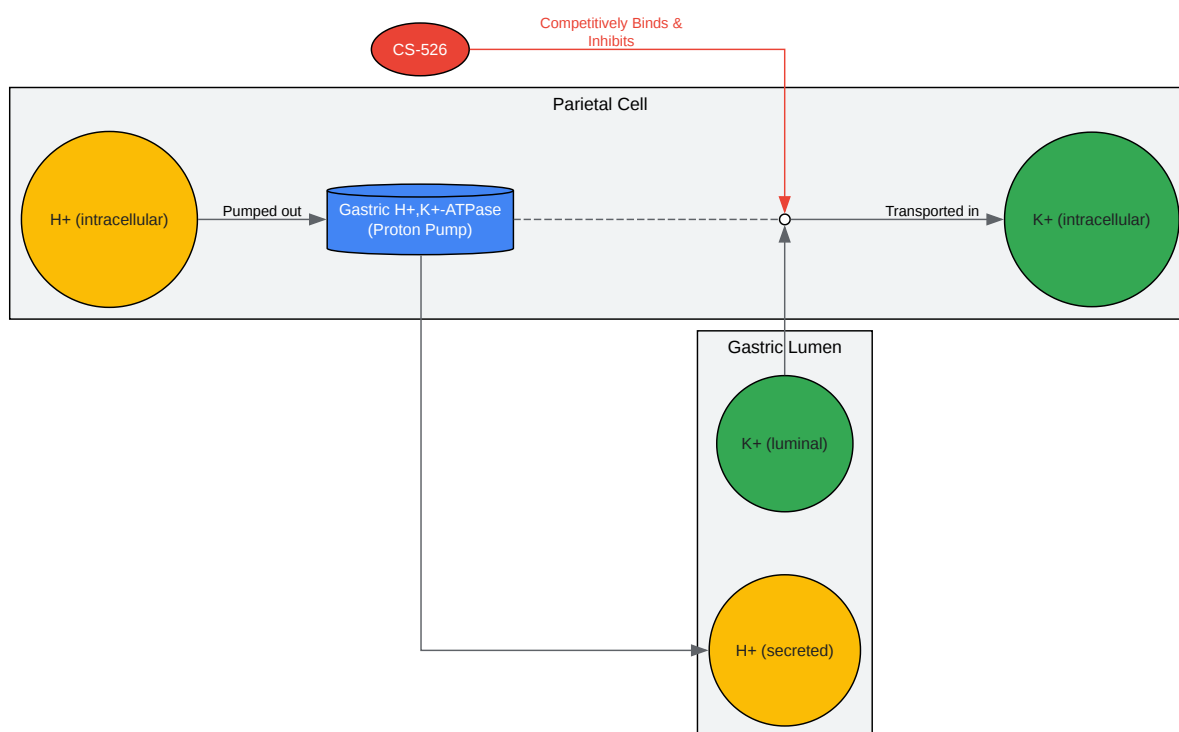 Competitively Binds &
Inhibits
CS-526
Parietal Cell
H+ (intracellular)
Pumped out
Gastric H+,K+-ATPase
(Proton Pump)
Transported in
K+ (intracellular)
Gastric Lumen
K+ (luminal)
H+ (secreted)